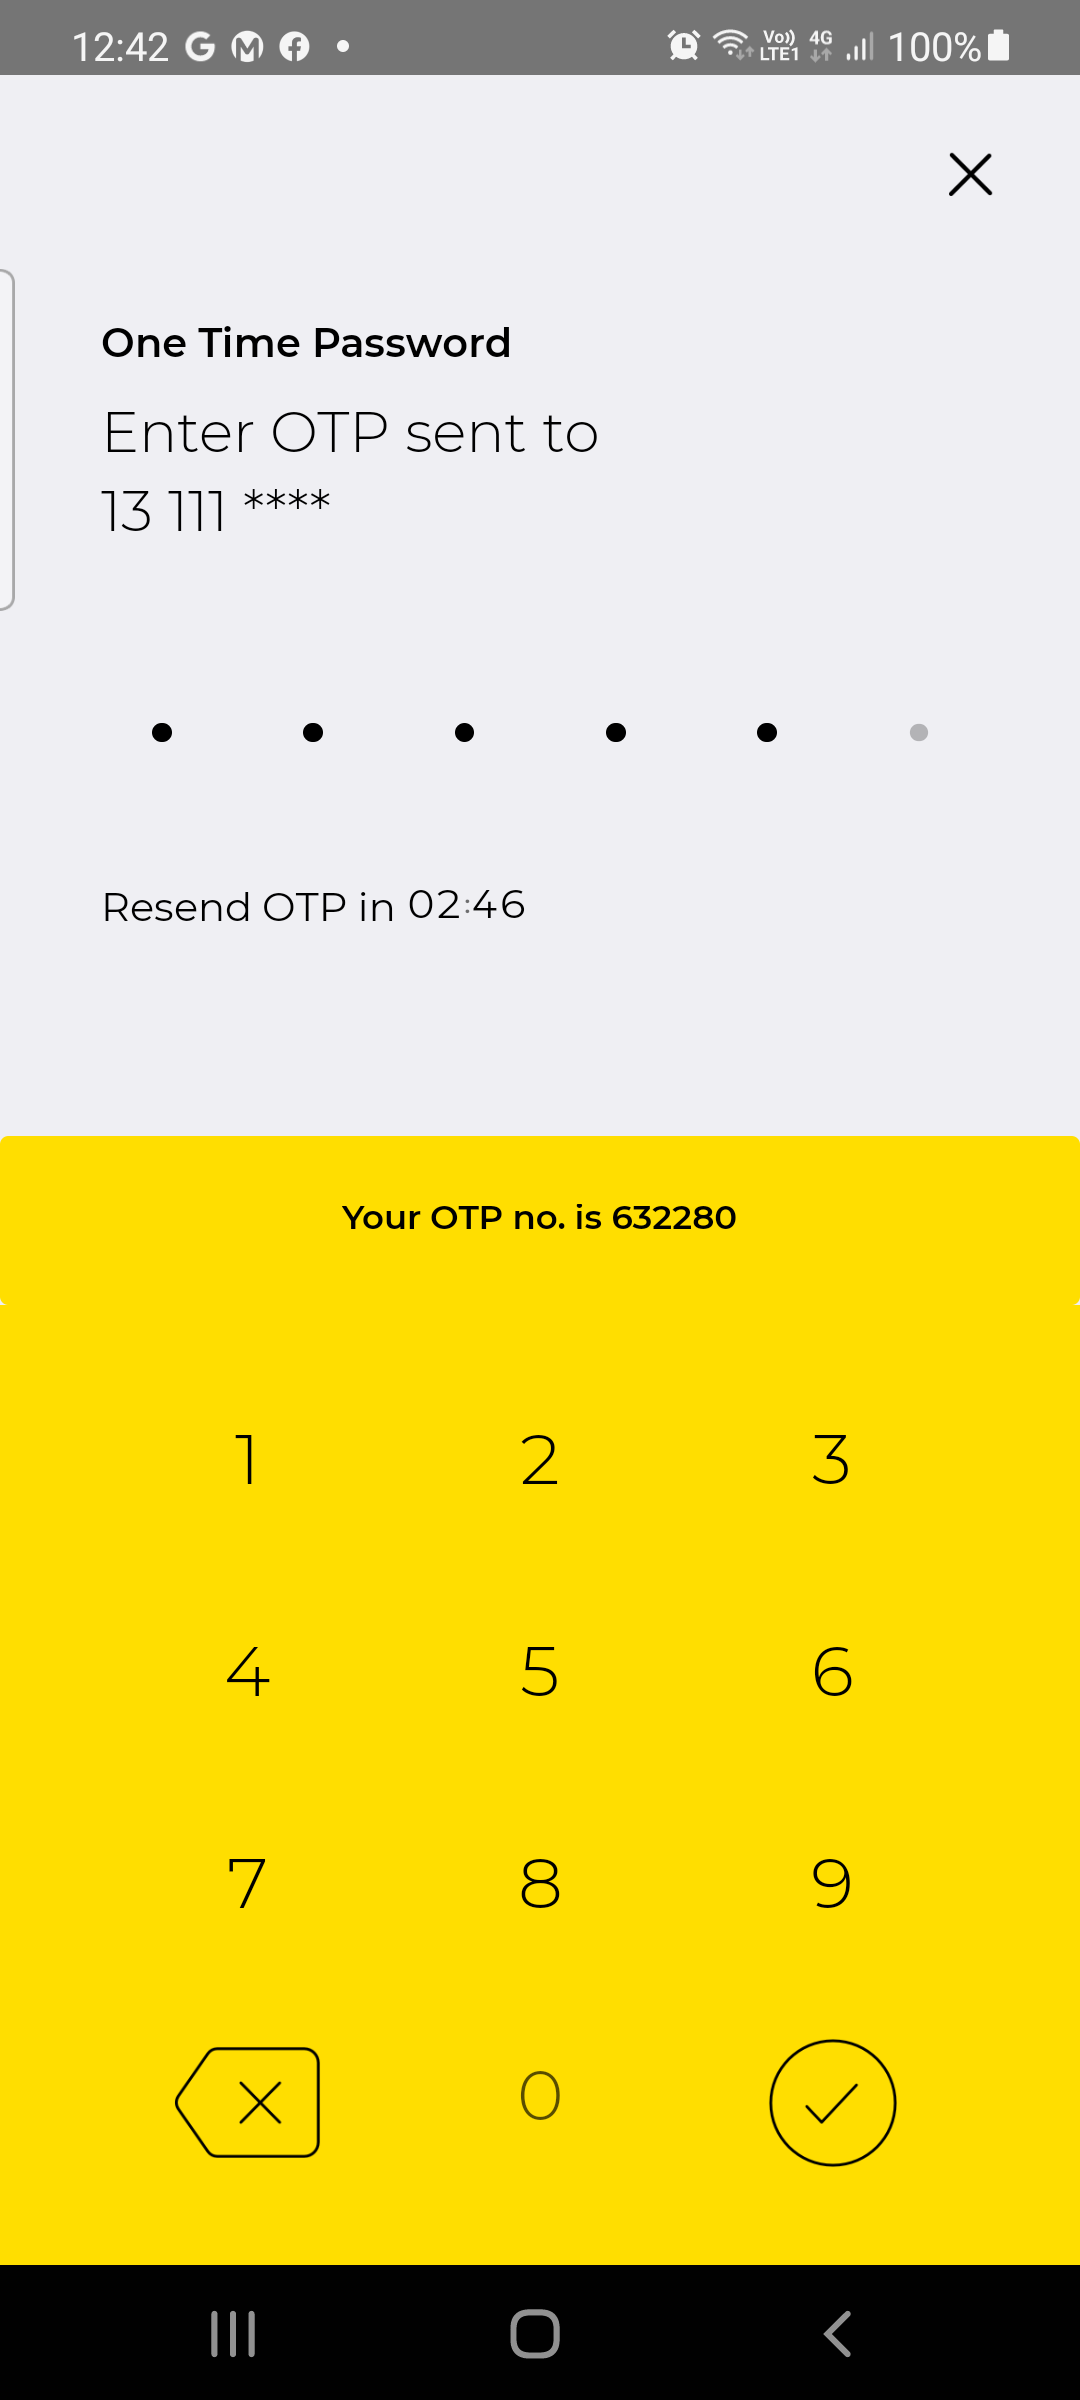 12:42
Vo)) LTE1 4G 100%
One Time Password
Enter OTP sent to
13 111 ****
Resend OTP in 02:46
Your OTP no. is 632280
1 2 3
4 5 6
7 8 9
0